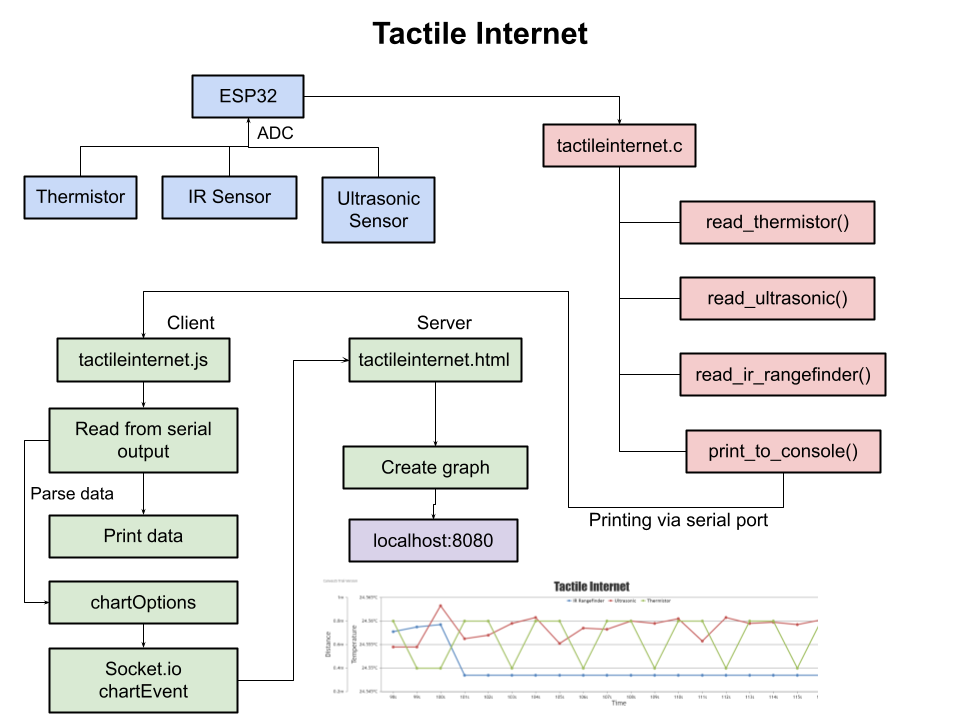 Tactile Internet
ESP32
ADC
tactileinternet.c
Thermistor
IR Sensor
Ultrasonic
Sensor
read_thermistor()
read_ultrasonic()
read_ir_rangefinder()
print_to_console()
Printing via serial port
Client
tactileinternet.js
Read from serial
output
Parse data
Print data
chartOptions
Socket.io
chartEvent
Server
tactileinternet.html
Create graph
localhost:8080
Tactile Internet
IR Rangefinder Ultrasonic Thermistor
Distance
Temperature
Time